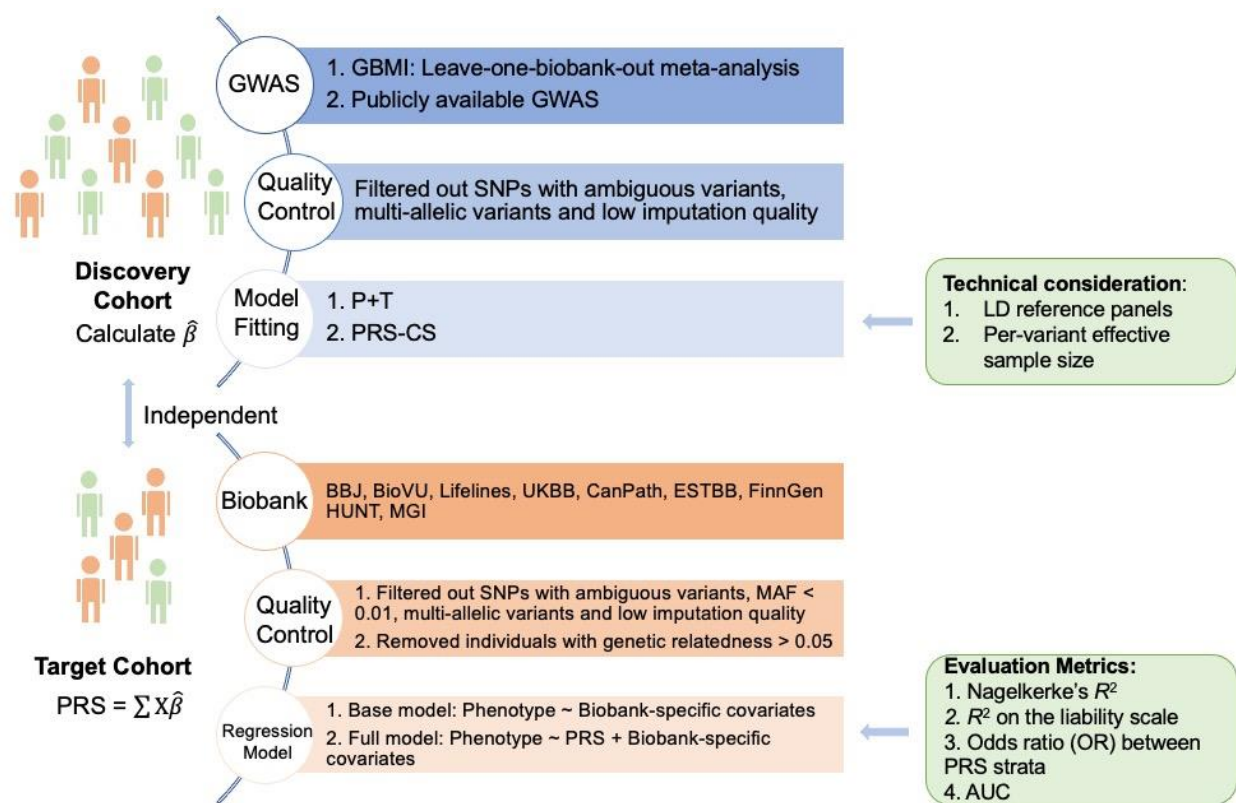 GWAS
1. GBMI: Leave-one-biobank-out meta-analysis
2. Publicly available GWAS
Quality
Control
Filtered out SNPs with ambiguous variants,
multi-allelic variants and low imputation quality
Discovery
Cohort
Calculate β̂
Model
Fitting
1. P+T
2. PRS-CS
Technical consideration:
1. LD reference panels
2. Per-variant effective
sample size
Independent
Biobank
BBJ, BioVU, Lifelines, UKBB, CanPath, ESTBB, FinnGen
HUNT, MGI
Quality
Control
1. Filtered out SNPs with ambiguous variants, MAF <
0.01, multi-allelic variants and low imputation quality
2. Removed individuals with genetic relatedness > 0.05
Target Cohort
PRS = ∑ Xβ̂
Regression
Model
1. Base model: Phenotype ~ Biobank-specific covariates
2. Full model: Phenotype ~ PRS + Biobank-specific
covariates
Evaluation Metrics:
1. Nagelkerke’s R²
2. R² on the liability scale
3. Odds ratio (OR) between
PRS strata
4. AUC